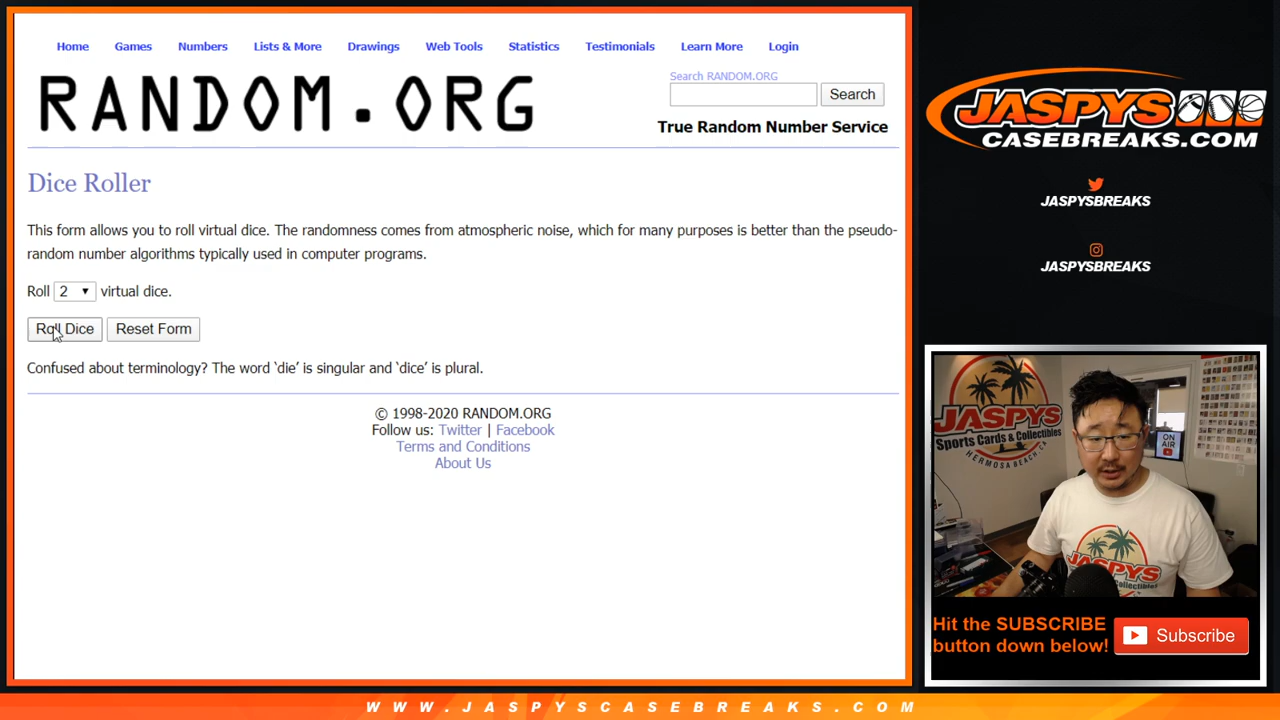 Home Games Numbers Lists & More Drawings Web Tools Statistics Testimonials Learn More Login
RANDOM.ORG
Search RANDOM.ORG
Search
True Random Number Service
Dice Roller
This form allows you to roll virtual dice. The randomness comes from atmospheric noise, which for many purposes is better than the pseudo-
random number algorithms typically used in computer programs.
Roll 2 virtual dice.
Roll Dice Reset Form
Confused about terminology? The word ‘die’ is singular and ‘dice’ is plural.
© 1998-2020 RANDOM.ORG
Follow us: Twitter | Facebook
Terms and Conditions
About Us
JASPYS
CASEBREAKS.COM
JASPYSBREAKS
JASPYSBREAKS
JASPYS
Sports Cards & Collectibles
HERMOSA BEACH, CA
ON
AIR
JASPYS
Hit the SUBSCRIBE
button down below!
Subscribe
WWW.JASPYSCASEBREAKS.COM